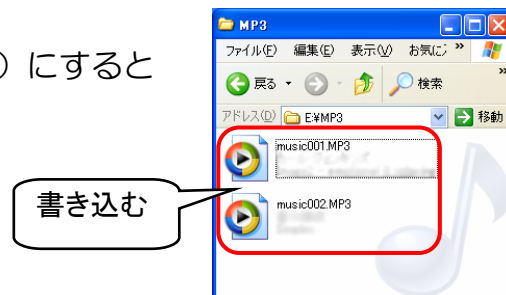 ）にすると
MP3
ファイル(F) 編集(E) 表示(V) お気に »
戻る 検索 »
アドレス(D) E:¥MP3 移動
music001.MP3
music002.MP3
書き込む